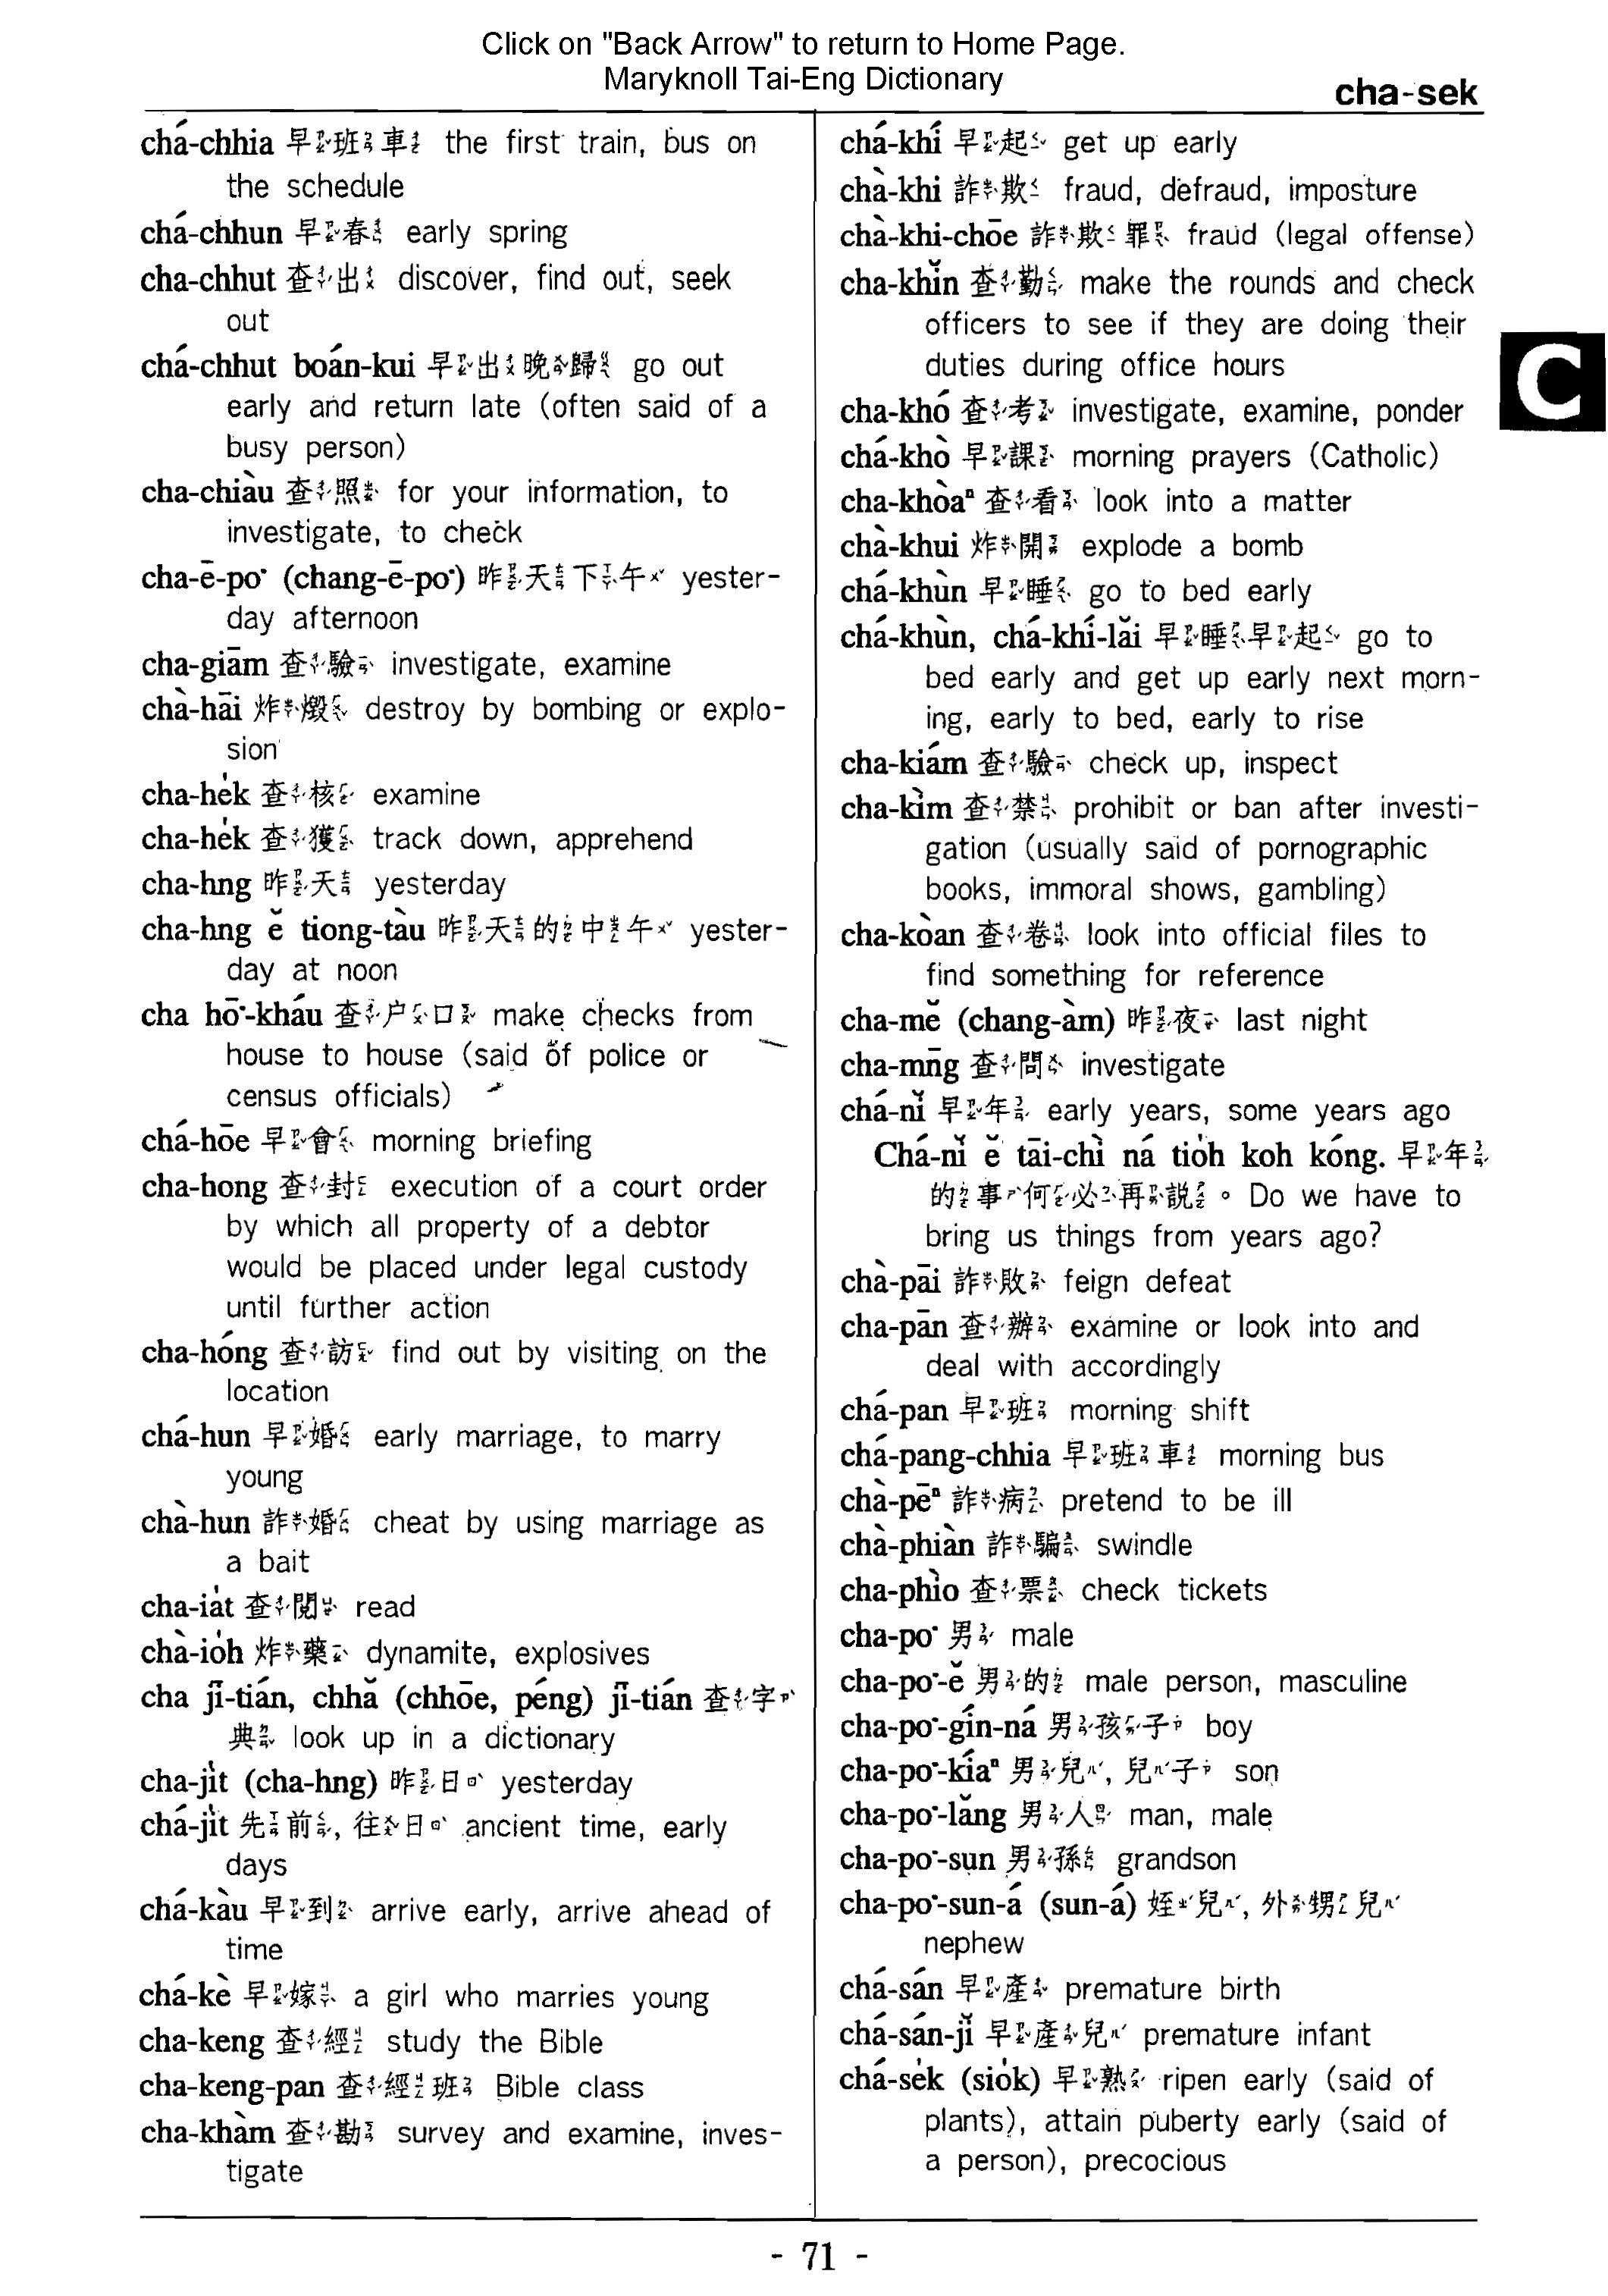 Click on "Back Arrow" to return to Home Page.
Maryknoll Tai-Eng Dictionary
cha-sek
chá-chhia 早班車 the first train, bus on
the schedule
chá-chhun 早春 early spring
cha-chhut 查出 discover, find out, seek
out
chá-chhut boán-kui 早出晚歸 go out
early and return late (often said of a
busy person)
cha-chiàu 查照 for your information, to
investigate, to check
cha-ē-po͘ (chang-ē-po͘) 昨天下午 yester-
day afternoon
cha-giām 查驗 investigate, examine
chà-hāi 炸燬 destroy by bombing or explo-
sion
cha-he̍k 查核 examine
cha-he̍k 查獲 track down, apprehend
cha-hng 昨天 yesterday
cha-hng ĕ tiong-tàu 昨天的中午 yester-
day at noon
cha hō͘-kháu 查户口 make checks from
house to house (said of police or
census officials)
chá-hōe 早會 morning briefing
cha-hong 查封 execution of a court order
by which all property of a debtor
would be placed under legal custody
until further action
cha-hóng 查訪 find out by visiting on the
location
chá-hun 早婚 early marriage, to marry
young
chà-hun 詐婚 cheat by using marriage as
a bait
cha-ia̍t 查閱 read
chà-io̍h 炸藥 dynamite, explosives
cha jī-tián, chhă (chhōe, péng) jī-tián 查字
典 look up in a dictionary
cha-ji̍t (cha-hng) 昨日 yesterday
chá-ji̍t 先前, 往日 ancient time, early
days
chá-kàu 早到 arrive early, arrive ahead of
time
chá-kè 早嫁 a girl who marries young
cha-keng 查經 study the Bible
cha-keng-pan 查經班 Bible class
cha-khàm 查勘 survey and examine, inves-
tigate
chá-khí 早起 get up early
chà-khi 詐欺 fraud, defraud, imposture
chà-khi-chōe 詐欺罪 fraud (legal offense)
cha-khĭn 查勤 make the rounds and check
officers to see if they are doing their
duties during office hours
C
cha-khó 查考 investigate, examine, ponder
chá-khò 早課 morning prayers (Catholic)
cha-khòaⁿ 查看 look into a matter
chà-khui 炸開 explode a bomb
chá-khùn 早睡 go to bed early
chá-khùn, chá-khí-lăi 早睡早起 go to
bed early and get up early next morn-
ing, early to bed, early to rise
cha-kiám 查驗 check up, inspect
cha-kìm 查禁 prohibit or ban after investi-
gation (usually said of pornographic
books, immoral shows, gambling)
cha-kòan 查卷 look into official files to
find something for reference
cha-mĕ (chang-àm) 昨夜 last night
cha-mn̄g 查問 investigate
chá-nĭ 早年 early years, some years ago
Chá-nĭ ĕ tāi-chì ná tio̍h koh kóng. 早年
的事何必再說。 Do we have to
bring us things from years ago?
chà-pāi 詐敗 feign defeat
cha-pān 查辦 examine or look into and
deal with accordingly
chá-pan 早班 morning shift
chá-pang-chhia 早班車 morning bus
chà-pēⁿ 詐病 pretend to be ill
chà-phiàn 詐騙 swindle
cha-phìo 查票 check tickets
cha-po͘ 男 male
cha-po͘-ĕ 男的 male person, masculine
cha-po͘-gín-ná 男孩子 boy
cha-po͘-kíaⁿ 男兒, 兒子 son
cha-po͘-lăng 男人 man, male
cha-po͘-sun 男孫 grandson
cha-po͘-sun-á (sun-á) 姪兒, 外甥兒
nephew
chá-sán 早產 premature birth
chá-sán-jĭ 早產兒 premature infant
chá-se̍k (sio̍k) 早熟 ripen early (said of
plants), attain puberty early (said of
a person), precocious
- 71 -